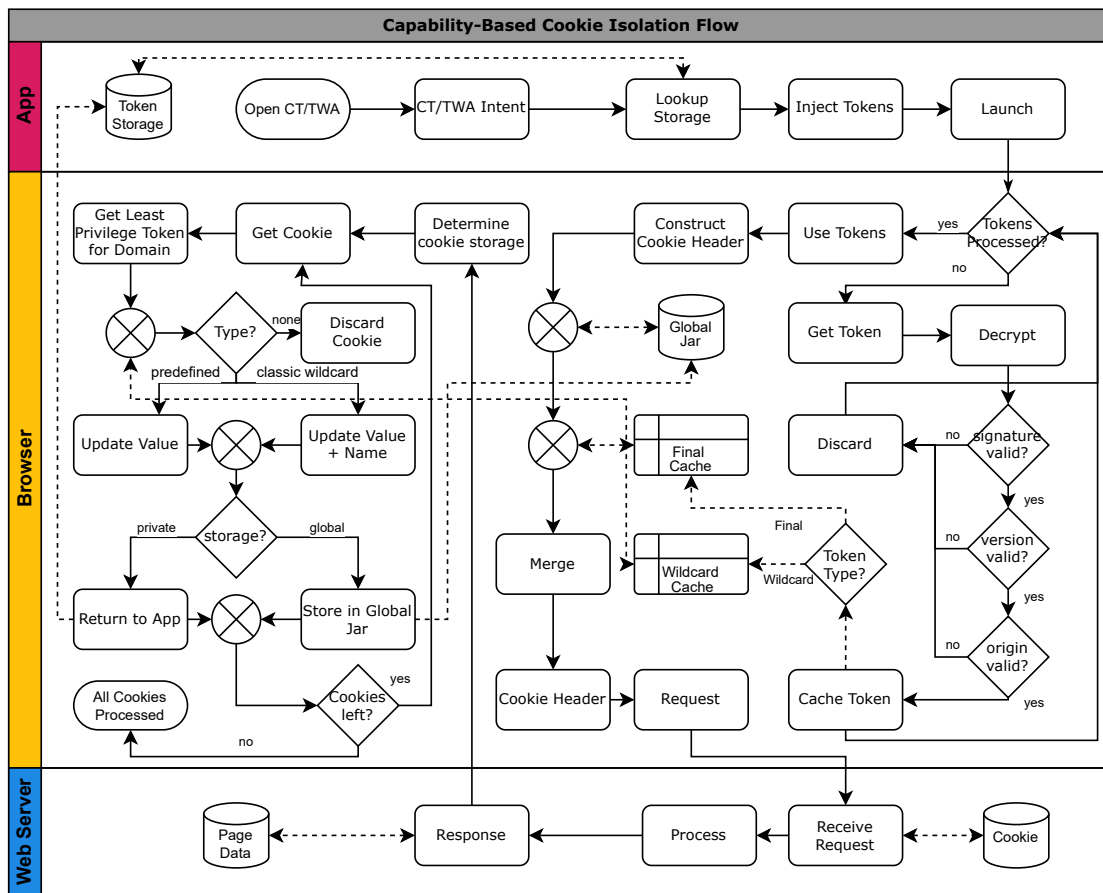 Capability-Based Cookie Isolation Flow
App
Token
Storage
Open CT/TWA
CT/TWA Intent
Lookup
Storage
Inject Tokens
Launch
Browser
Get Least
Privilege Token
for Domain
Get Cookie
Determine
cookie storage
Construct
Cookie Header
Use Tokens
yes
Tokens
Processed?
no
Type?
none
Discard
Cookie
Global
Jar
Get Token
Decrypt
predefined
classic wildcard
Update Value
Update Value
+ Name
Final
Cache
Discard
no
signature
valid?
yes
private
storage?
global
Final
Merge
Wildcard
Cache
Wildcard
Token
Type?
no
version
valid?
yes
Return to App
Store in Global
Jar
no
origin
valid?
yes
All Cookies
Processed
Cookies
left?
yes
no
Cookie Header
Request
Cache Token
Web Server
Page
Data
Response
Process
Receive
Request
Cookie